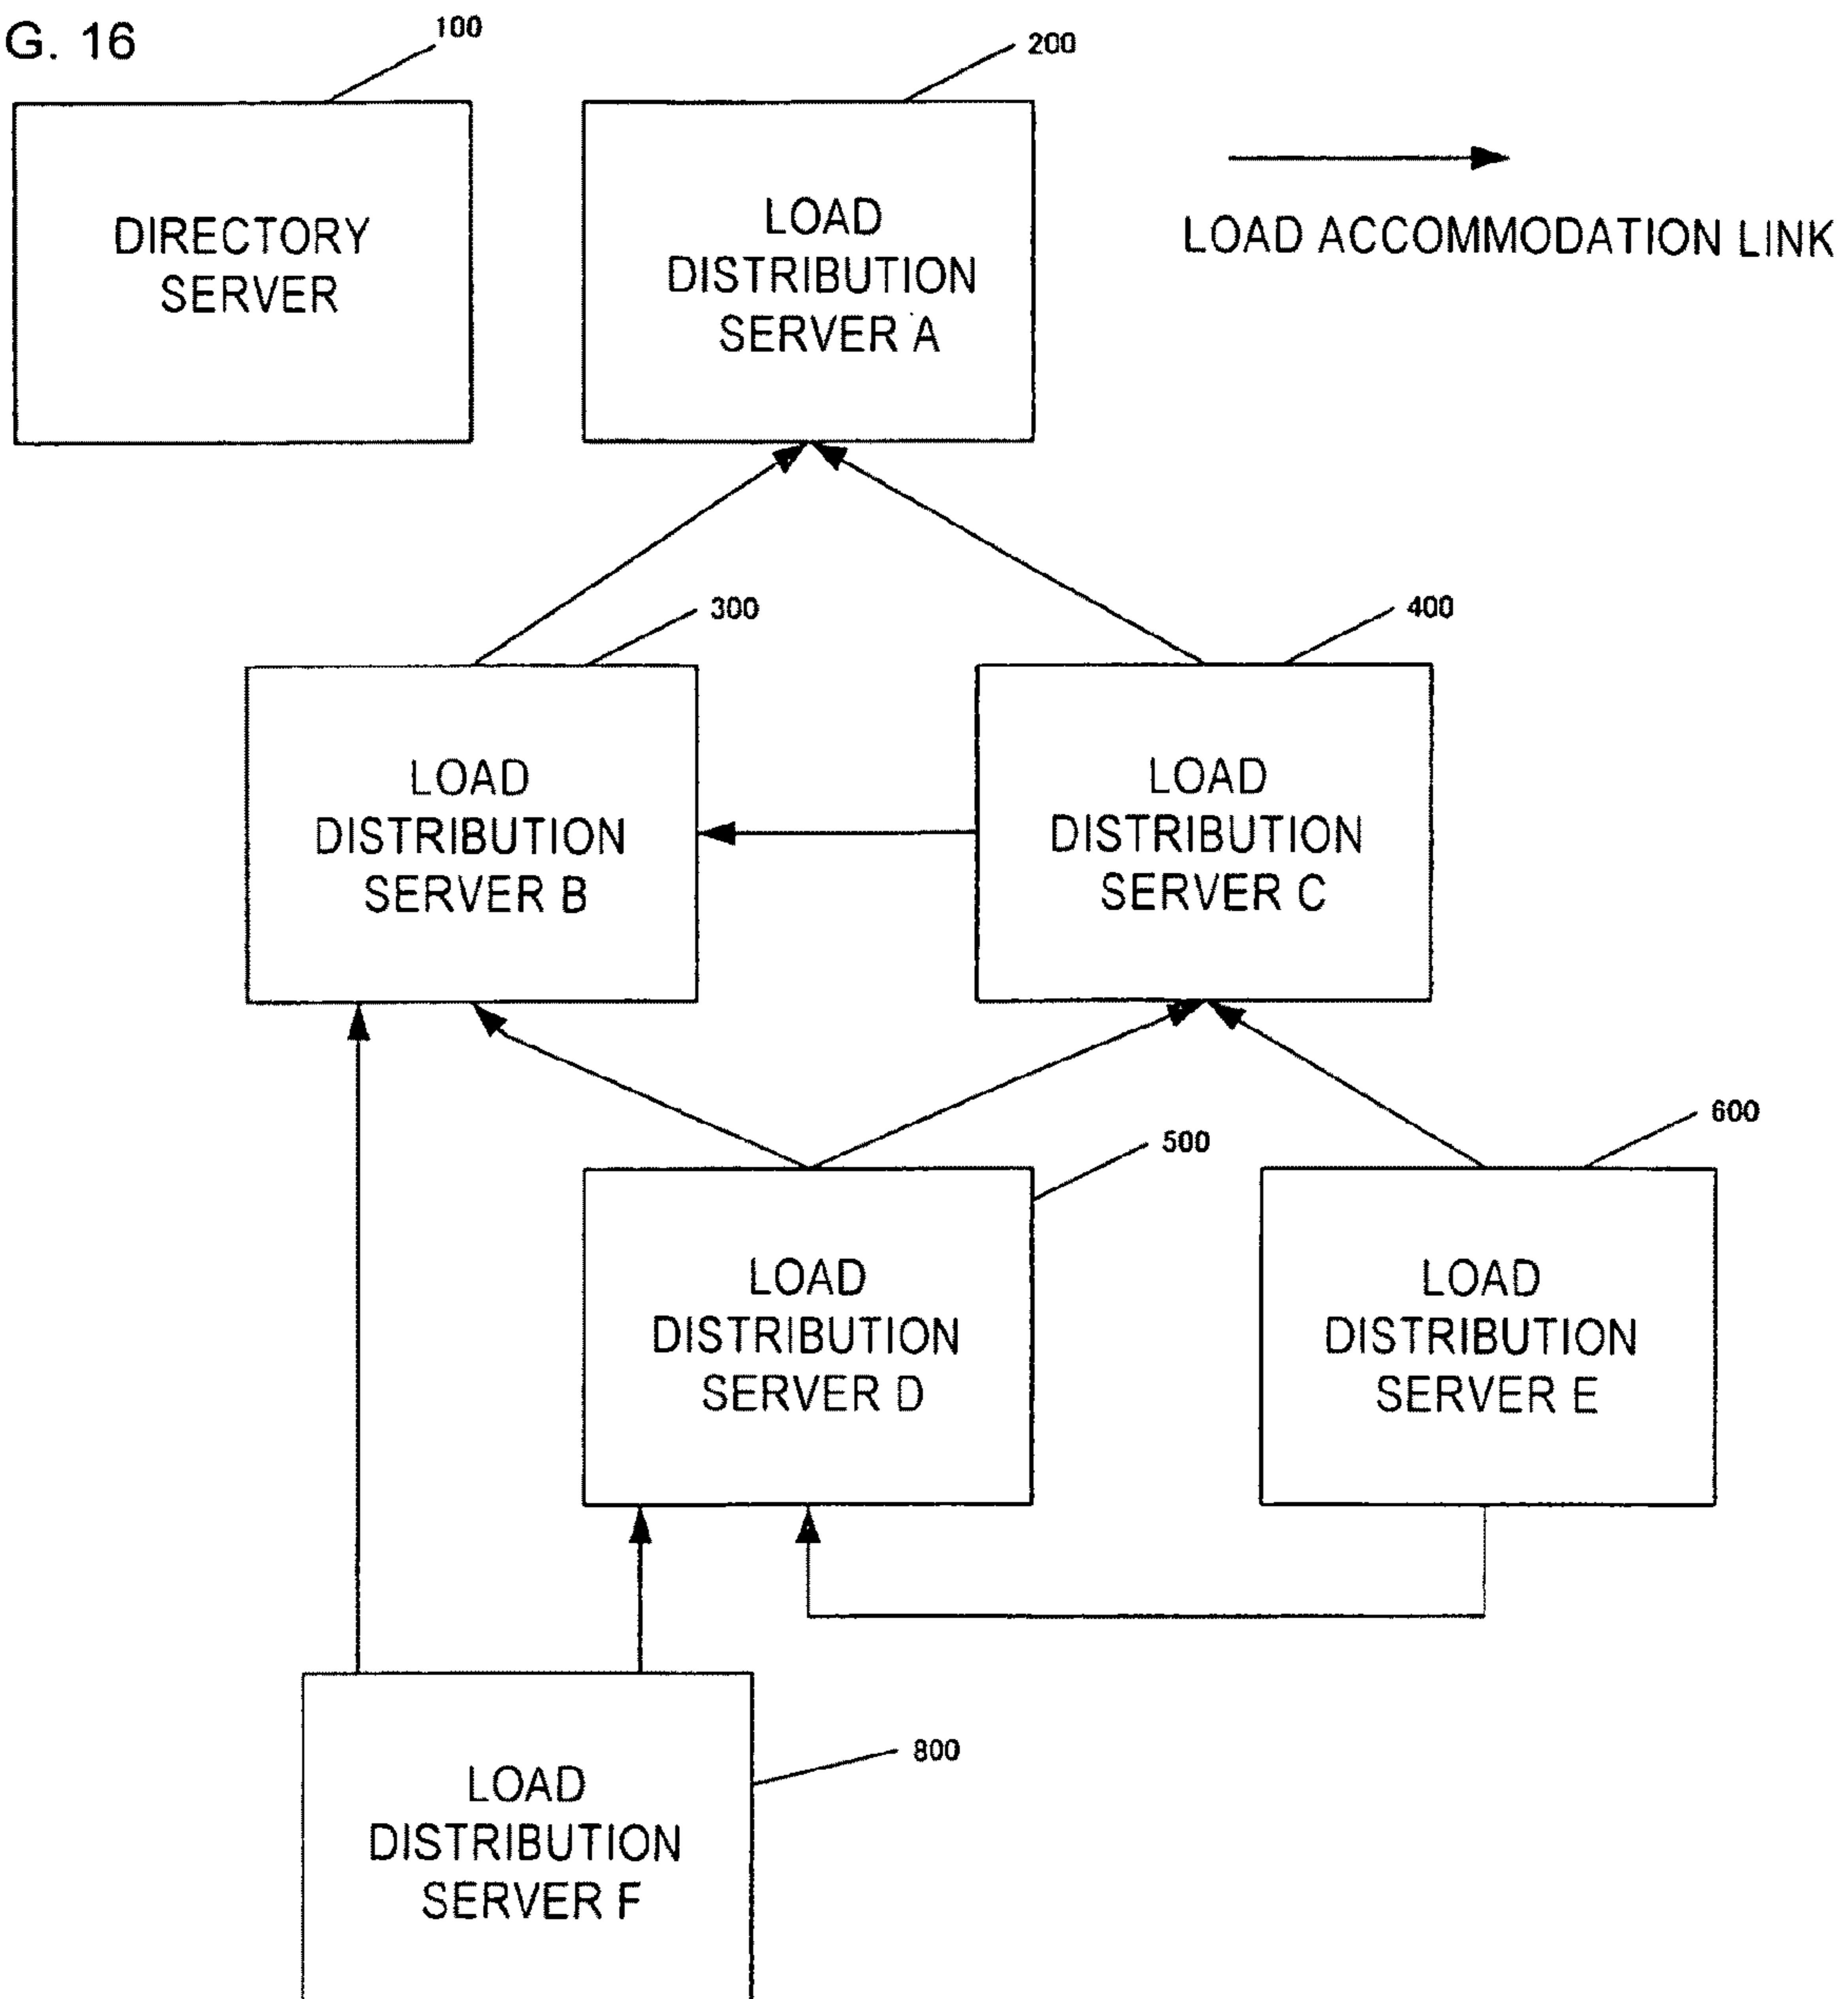 G. 16
100
200
DIRECTORY
SERVER
LOAD
DISTRIBUTION
SERVER A
LOAD ACCOMMODATION LINK
300
400
LOAD
DISTRIBUTION
SERVER B
LOAD
DISTRIBUTION
SERVER C
500
600
LOAD
DISTRIBUTION
SERVER D
LOAD
DISTRIBUTION
SERVER E
800
LOAD
DISTRIBUTION
SERVER F